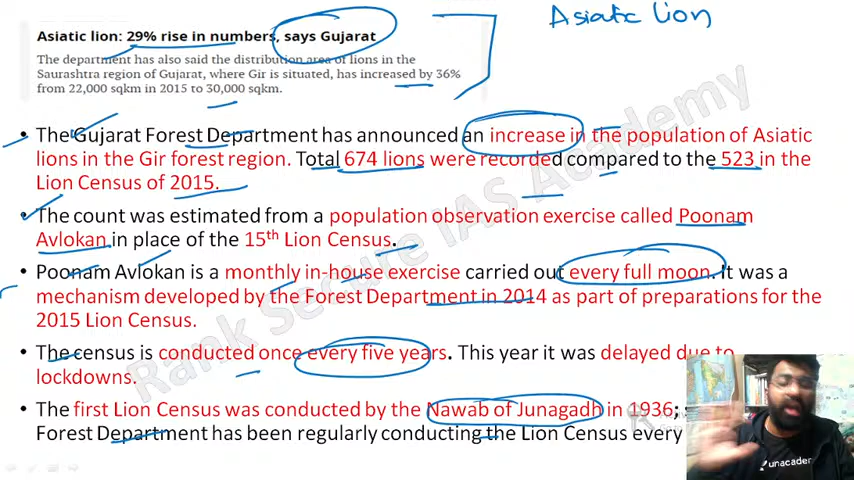 Asiatic lion
Asiatic lion: 29% rise in numbers, says Gujarat
The department has also said the distribution area of lions in the
Saurashtra region of Gujarat, where Gir is situated, has increased by 36%
from 22,000 sqkm in 2015 to 30,000 sqkm.
• The Gujarat Forest Department has announced an increase in the population of Asiatic
lions in the Gir forest region. Total 674 lions were recorded compared to the 523 in the
Lion Census of 2015.
• The count was estimated from a population observation exercise called Poonam
Avlokan in place of the 15th Lion Census.
• Poonam Avlokan is a monthly in-house exercise carried out every full moon. It was a
mechanism developed by the Forest Department in 2014 as part of preparations for the
2015 Lion Census.
• The census is conducted once every five years. This year it was delayed due to
lockdowns.
• The first Lion Census was conducted by the Nawab of Junagadh in 1936;
Forest Department has been regularly conducting the Lion Census every
Rank Secure IAS Academy
unacade